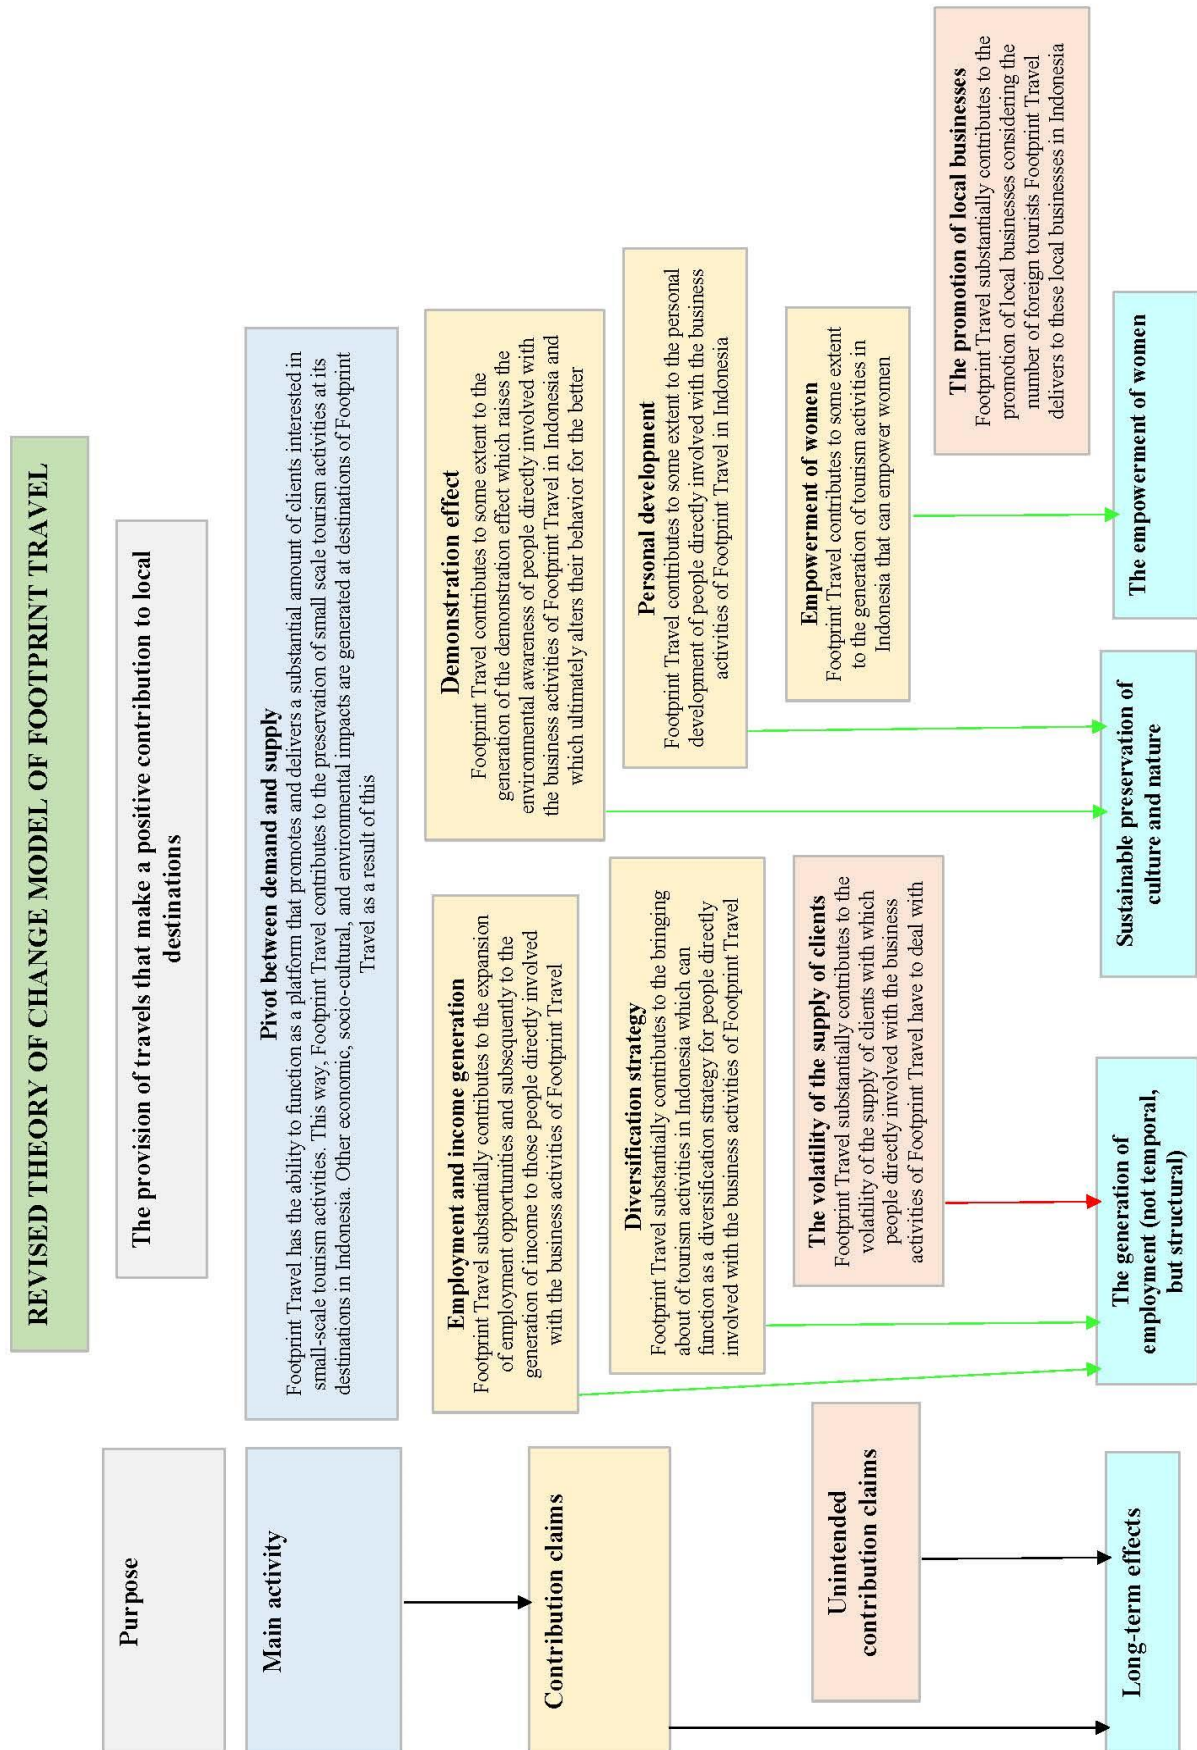 REVISED THEORY OF CHANGE MODEL OF FOOTPRINT TRAVEL
Purpose
The provision of travels that make a positive contribution to local
destinations
Main activity
Pivot between demand and supply
Footprint Travel has the ability to function as a platform that promotes and delivers a substantial amount of clients interested in
small-scale tourism activities. This way, Footprint Travel contributes to the preservation of small scale tourism activities at its
destinations in Indonesia. Other economic, socio-cultural, and environmental impacts are generated at destinations of Footprint
Travel as a result of this
Contribution claims
Employment and income generation
Footprint Travel substantially contributes to the expansion
of employment opportunities and subsequently to the
generation of income to those people directly involved
with the business activities of Footprint Travel
Demonstration effect
Footprint Travel contributes to some extent to the
generation of the demonstration effect which raises the
environmental awareness of people directly involved with
the business activities of Footprint Travel in Indonesia and
which ultimately alters their behavior for the better
Diversification strategy
Footprint Travel substantially contributes to the bringing
about of tourism activities in Indonesia which can
function as a diversification strategy for people directly
involved with the business activities of Footprint Travel
Personal development
Footprint Travel contributes to some extent to the personal
development of people directly involved with the business
activities of Footprint Travel in Indonesia
Empowerment of women
Footprint Travel contributes to some extent
to the generation of tourism activities in
Indonesia that can empower women
Unintended
contribution claims
The volatility of the supply of clients
Footprint Travel substantially contributes to the
volatility of the supply of clients with which
people directly involved with the business
activities of Footprint Travel have to deal with
The promotion of local businesses
Footprint Travel substantially contributes to the
promotion of local businesses considering the
number of foreign tourists Footprint Travel
delivers to these local businesses in Indonesia
Long-term effects
The generation of
employment (not temporal,
but structural)
Sustainable preservation of
culture and nature
The empowerment of women